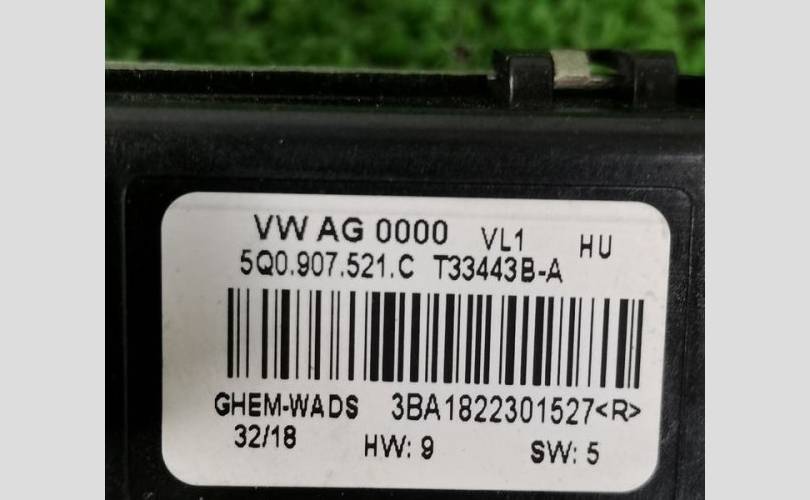 VW AG 0000 VL1 HU
5Q0.907.521.C T33443B-A
GHEM-WADS 3BA1822301527<R>
32/18 HW: 9 SW: 5